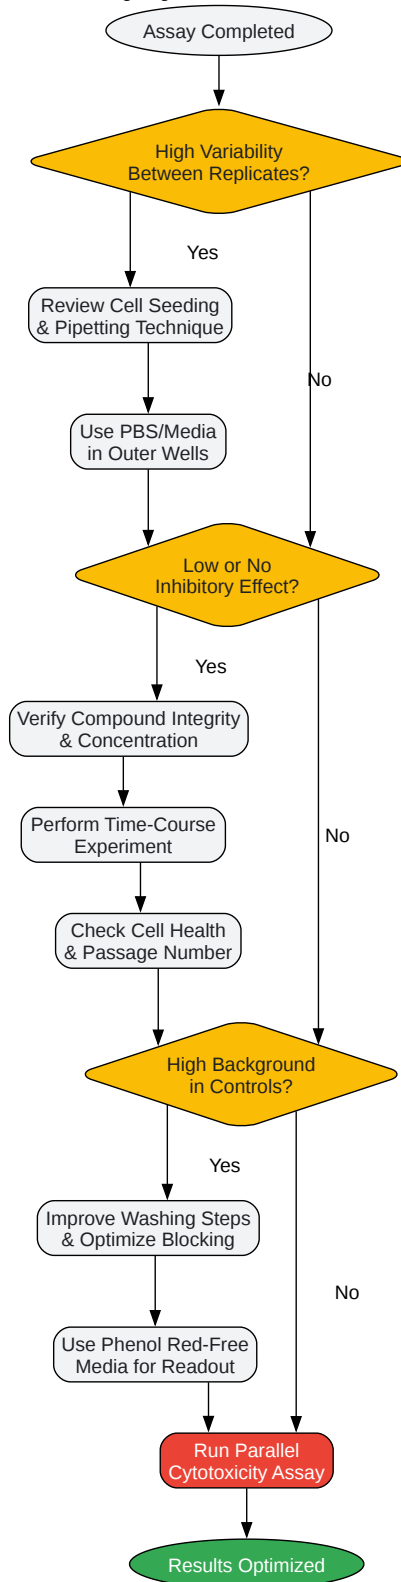 Assay Completed
High Variability
Between Replicates?
Yes
Review Cell Seeding
& Pipetting Technique
No
Use PBS/Media
in Outer Wells
Low or No
Inhibitory Effect?
Yes
Verify Compound Integrity
& Concentration
Perform Time-Course
Experiment
No
Check Cell Health
& Passage Number
High Background
in Controls?
Yes
Improve Washing Steps
& Optimize Blocking
No
Use Phenol Red-Free
Media for Readout
Run Parallel
Cytotoxicity Assay
Results Optimized